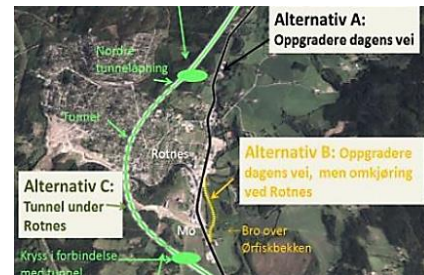 Alternativ A:
Oppgradere dagens vei
Nordre
tunnelåpning
Tunnel
Rotnes
Alternativ B: Oppgradere
dagens vei, men omkjøring
ved Rotnes
Alternativ C:
Tunnel under
Rotnes
Mo
Bro over
Ørfiskbekken
Kryss i forbindelse
med tunnel